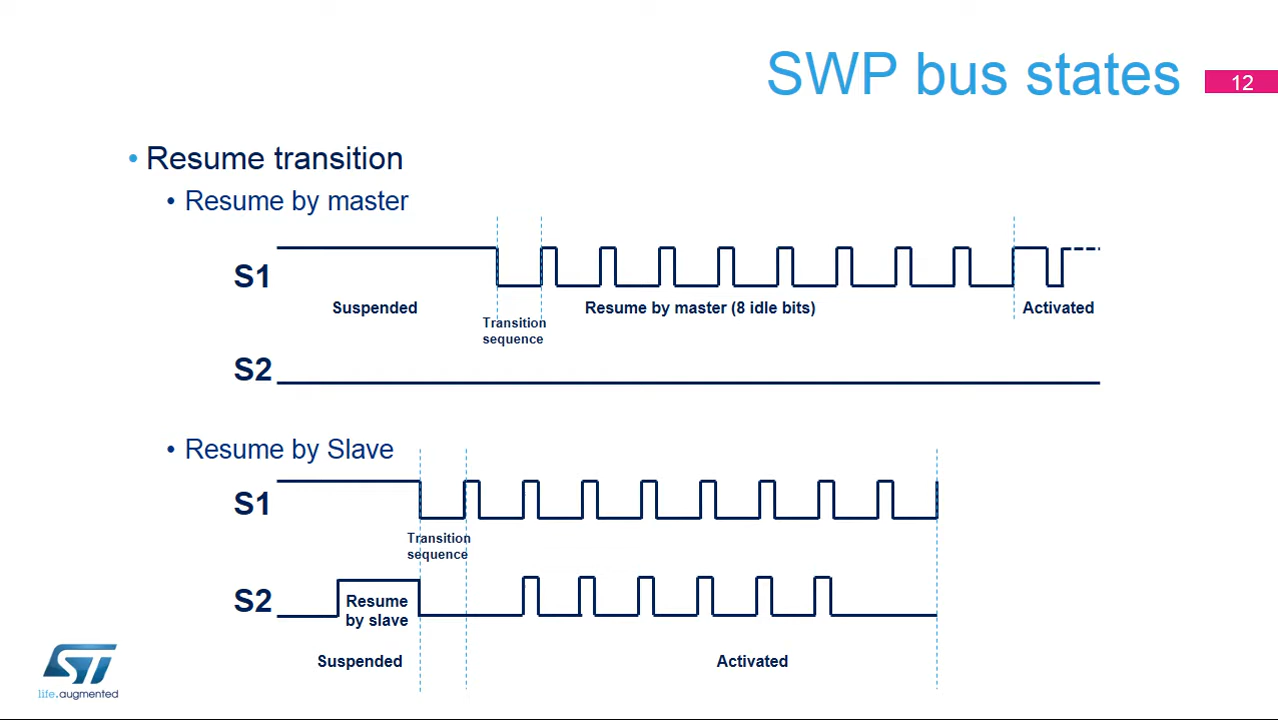 SWP bus states
12
• Resume transition
• Resume by master
S1
Suspended
Transition
sequence
Resume by master (8 idle bits)
Activated
S2
• Resume by Slave
S1
Transition
sequence
S2
Resume
by slave
Suspended
Activated
ST
life.augmented